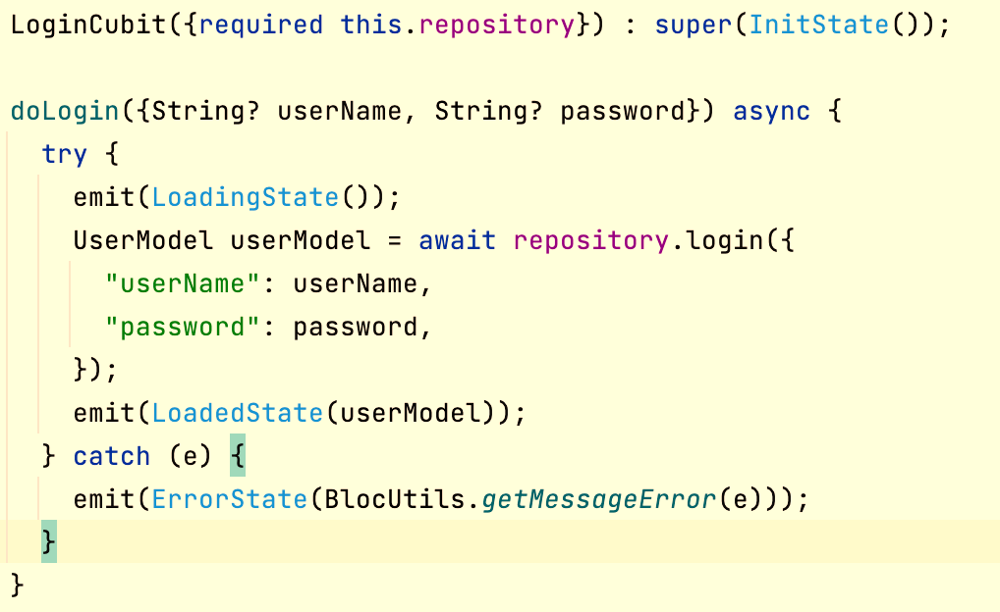 LoginCubit({required this.repository}) : super(InitState());
doLogin({String? userName, String? password}) async {
try {
emit(LoadingState());
UserModel userModel = await repository.login({
"userName": userName,
"password": password,
});
emit(LoadedState(userModel));
} catch (e) {
emit(ErrorState(BlocUtils.getMessageError(e)));
}
}